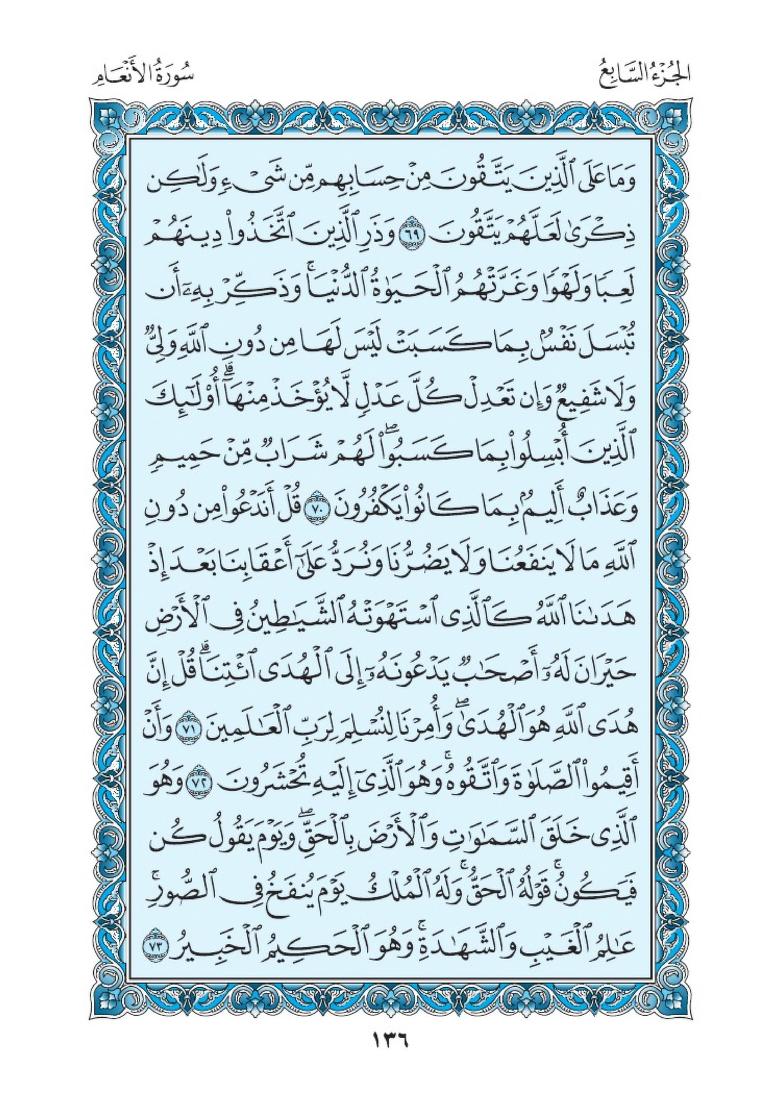 الجُزْءُ السَّابِعُ
سُورَةُ الأَنْعَامِ
وَمَا عَلَى ٱلَّذِينَ يَتَّقُونَ مِنْ حِسَابِهِم مِّن شَىْءٍ وَلَٰكِن
ذِكْرَىٰ لَعَلَّهُمْ يَتَّقُونَ ٦٩ وَذَرِ ٱلَّذِينَ ٱتَّخَذُوا۟ دِينَهُمْ
لَعِبًا وَلَهْوًا وَغَرَّتْهُمُ ٱلْحَيَوٰةُ ٱلدُّنْيَا ۚ وَذَكِّرْ بِهِۦٓ أَن
تُبْسَلَ نَفْسٌۢ بِمَا كَسَبَتْ لَيْسَ لَهَا مِن دُونِ ٱللَّهِ وَلِىٌّ
وَلَا شَفِيعٌ وَإِن تَعْدِلْ كُلَّ عَدْلٍ لَّا يُؤْخَذْ مِنْهَآ ۗ أُو۟لَٰٓئِكَ
ٱلَّذِينَ أُبْسِلُوا۟ بِمَا كَسَبُوا۟ ۖ لَهُمْ شَرَابٌ مِّنْ حَمِيمٍ
وَعَذَابٌ أَلِيمٌۢ بِمَا كَانُوا۟ يَكْفُرُونَ ٧٠ قُلْ أَنَدْعُوا۟ مِن دُونِ
ٱللَّهِ مَا لَا يَنفَعُنَا وَلَا يَضُرُّنَا وَنُرَدُّ عَلَىٰٓ أَعْقَابِنَا بَعْدَ إِذْ
هَدَىٰنَا ٱللَّهُ كَٱلَّذِى ٱسْتَهْوَتْهُ ٱلشَّيَٰطِينُ فِى ٱلْأَرْضِ
حَيْرَانَ لَهُۥٓ أَصْحَٰبٌ يَدْعُونَهُۥٓ إِلَى ٱلْهُدَى ٱئْتِنَا ۗ قُلْ إِنَّ
هُدَى ٱللَّهِ هُوَ ٱلْهُدَىٰ ۖ وَأُمِرْنَا لِنُسْلِمَ لِرَبِّ ٱلْعَٰلَمِينَ ٧١ وَأَنْ
أَقِيمُوا۟ ٱلصَّلَوٰةَ وَٱتَّقُوهُ ۚ وَهُوَ ٱلَّذِىٓ إِلَيْهِ تُحْشَرُونَ ٧٢ وَهُوَ
ٱلَّذِى خَلَقَ ٱلسَّمَٰوَٰتِ وَٱلْأَرْضَ بِٱلْحَقِّ ۖ وَيَوْمَ يَقُولُ كُن
فَيَكُونُ ۚ قَوْلُهُ ٱلْحَقُّ ۚ وَلَهُ ٱلْمُلْكُ يَوْمَ يُنفَخُ فِى ٱلصُّورِ ۚ
عَٰلِمُ ٱلْغَيْبِ وَٱلشَّهَٰدَةِ ۚ وَهُوَ ٱلْحَكِيمُ ٱلْخَبِيرُ ٧٣
١٣٦